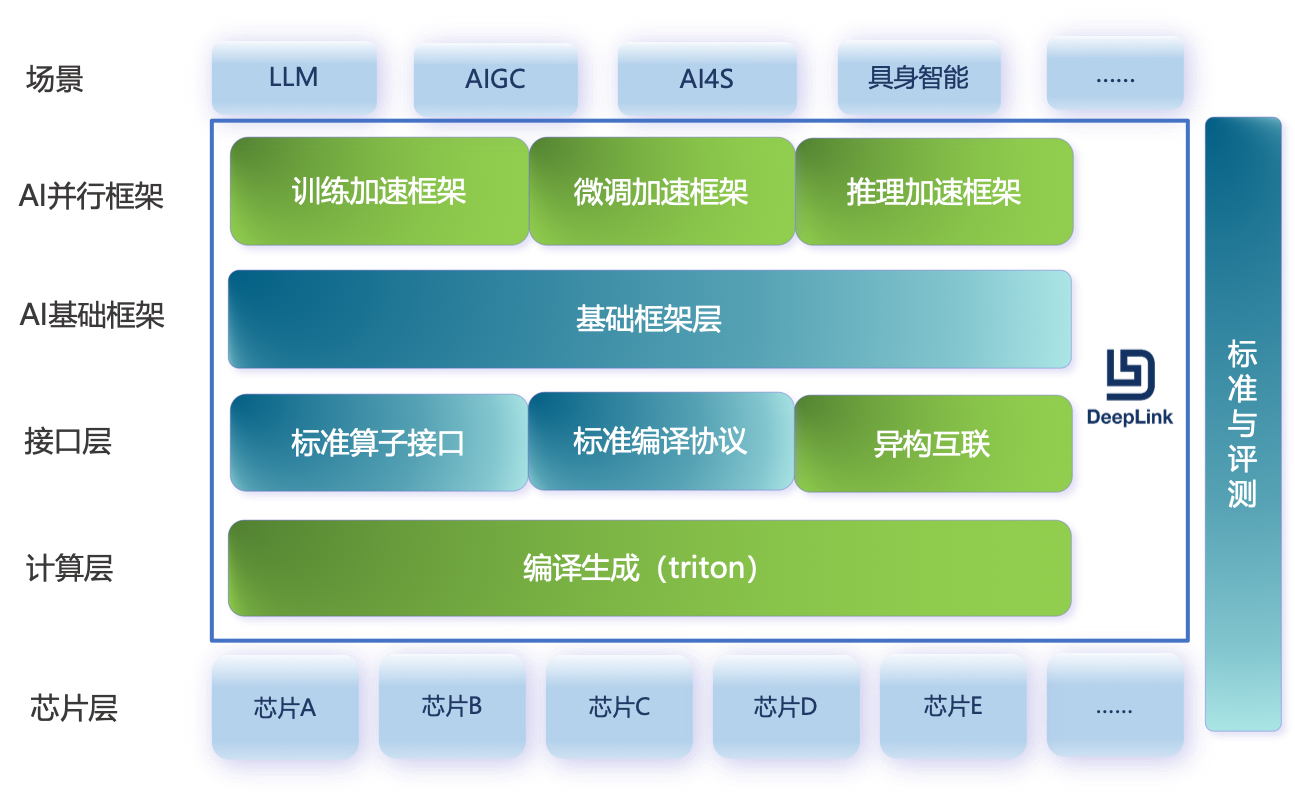 场景
LLM
AIGC
AI4S
具身智能
......
AI并行框架
训练加速框架
微调加速框架
推理加速框架
AI基础框架
基础框架层
DeepLink
接口层
标准算子接口
标准编译协议
异构互联
计算层
编译生成（triton）
芯片层
芯片A
芯片B
芯片C
芯片D
芯片E
......
标准与评测